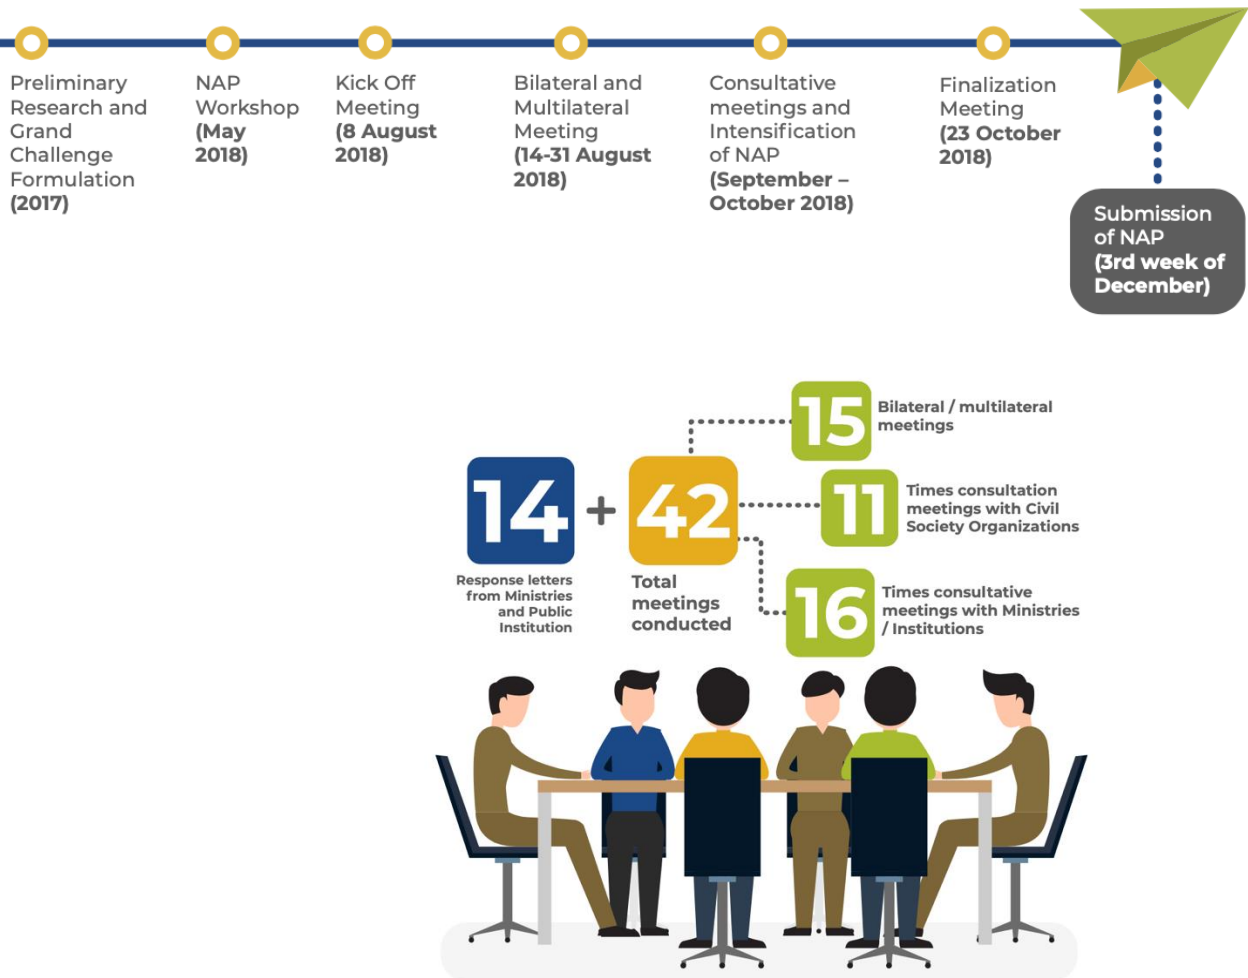 Preliminary
Research and
Grand
Challenge
Formulation
(2017)
NAP
Workshop
(May
2018)
Kick Off
Meeting
(8 August
2018)
Bilateral and
Multilateral
Meeting
(14-31 August
2018)
Consultative
meetings and
Intensification
of NAP
(September –
October 2018)
Finalization
Meeting
(23 October
2018)
Submission
of NAP
(3rd week of
December)
14
Response letters
from Ministries
and Public
Institution
+
42
Total
meetings
conducted
15
Bilateral / multilateral
meetings
11
Times consultation
meetings with Civil
Society Organizations
16
Times consultative
meetings with Ministries
/ Institutions